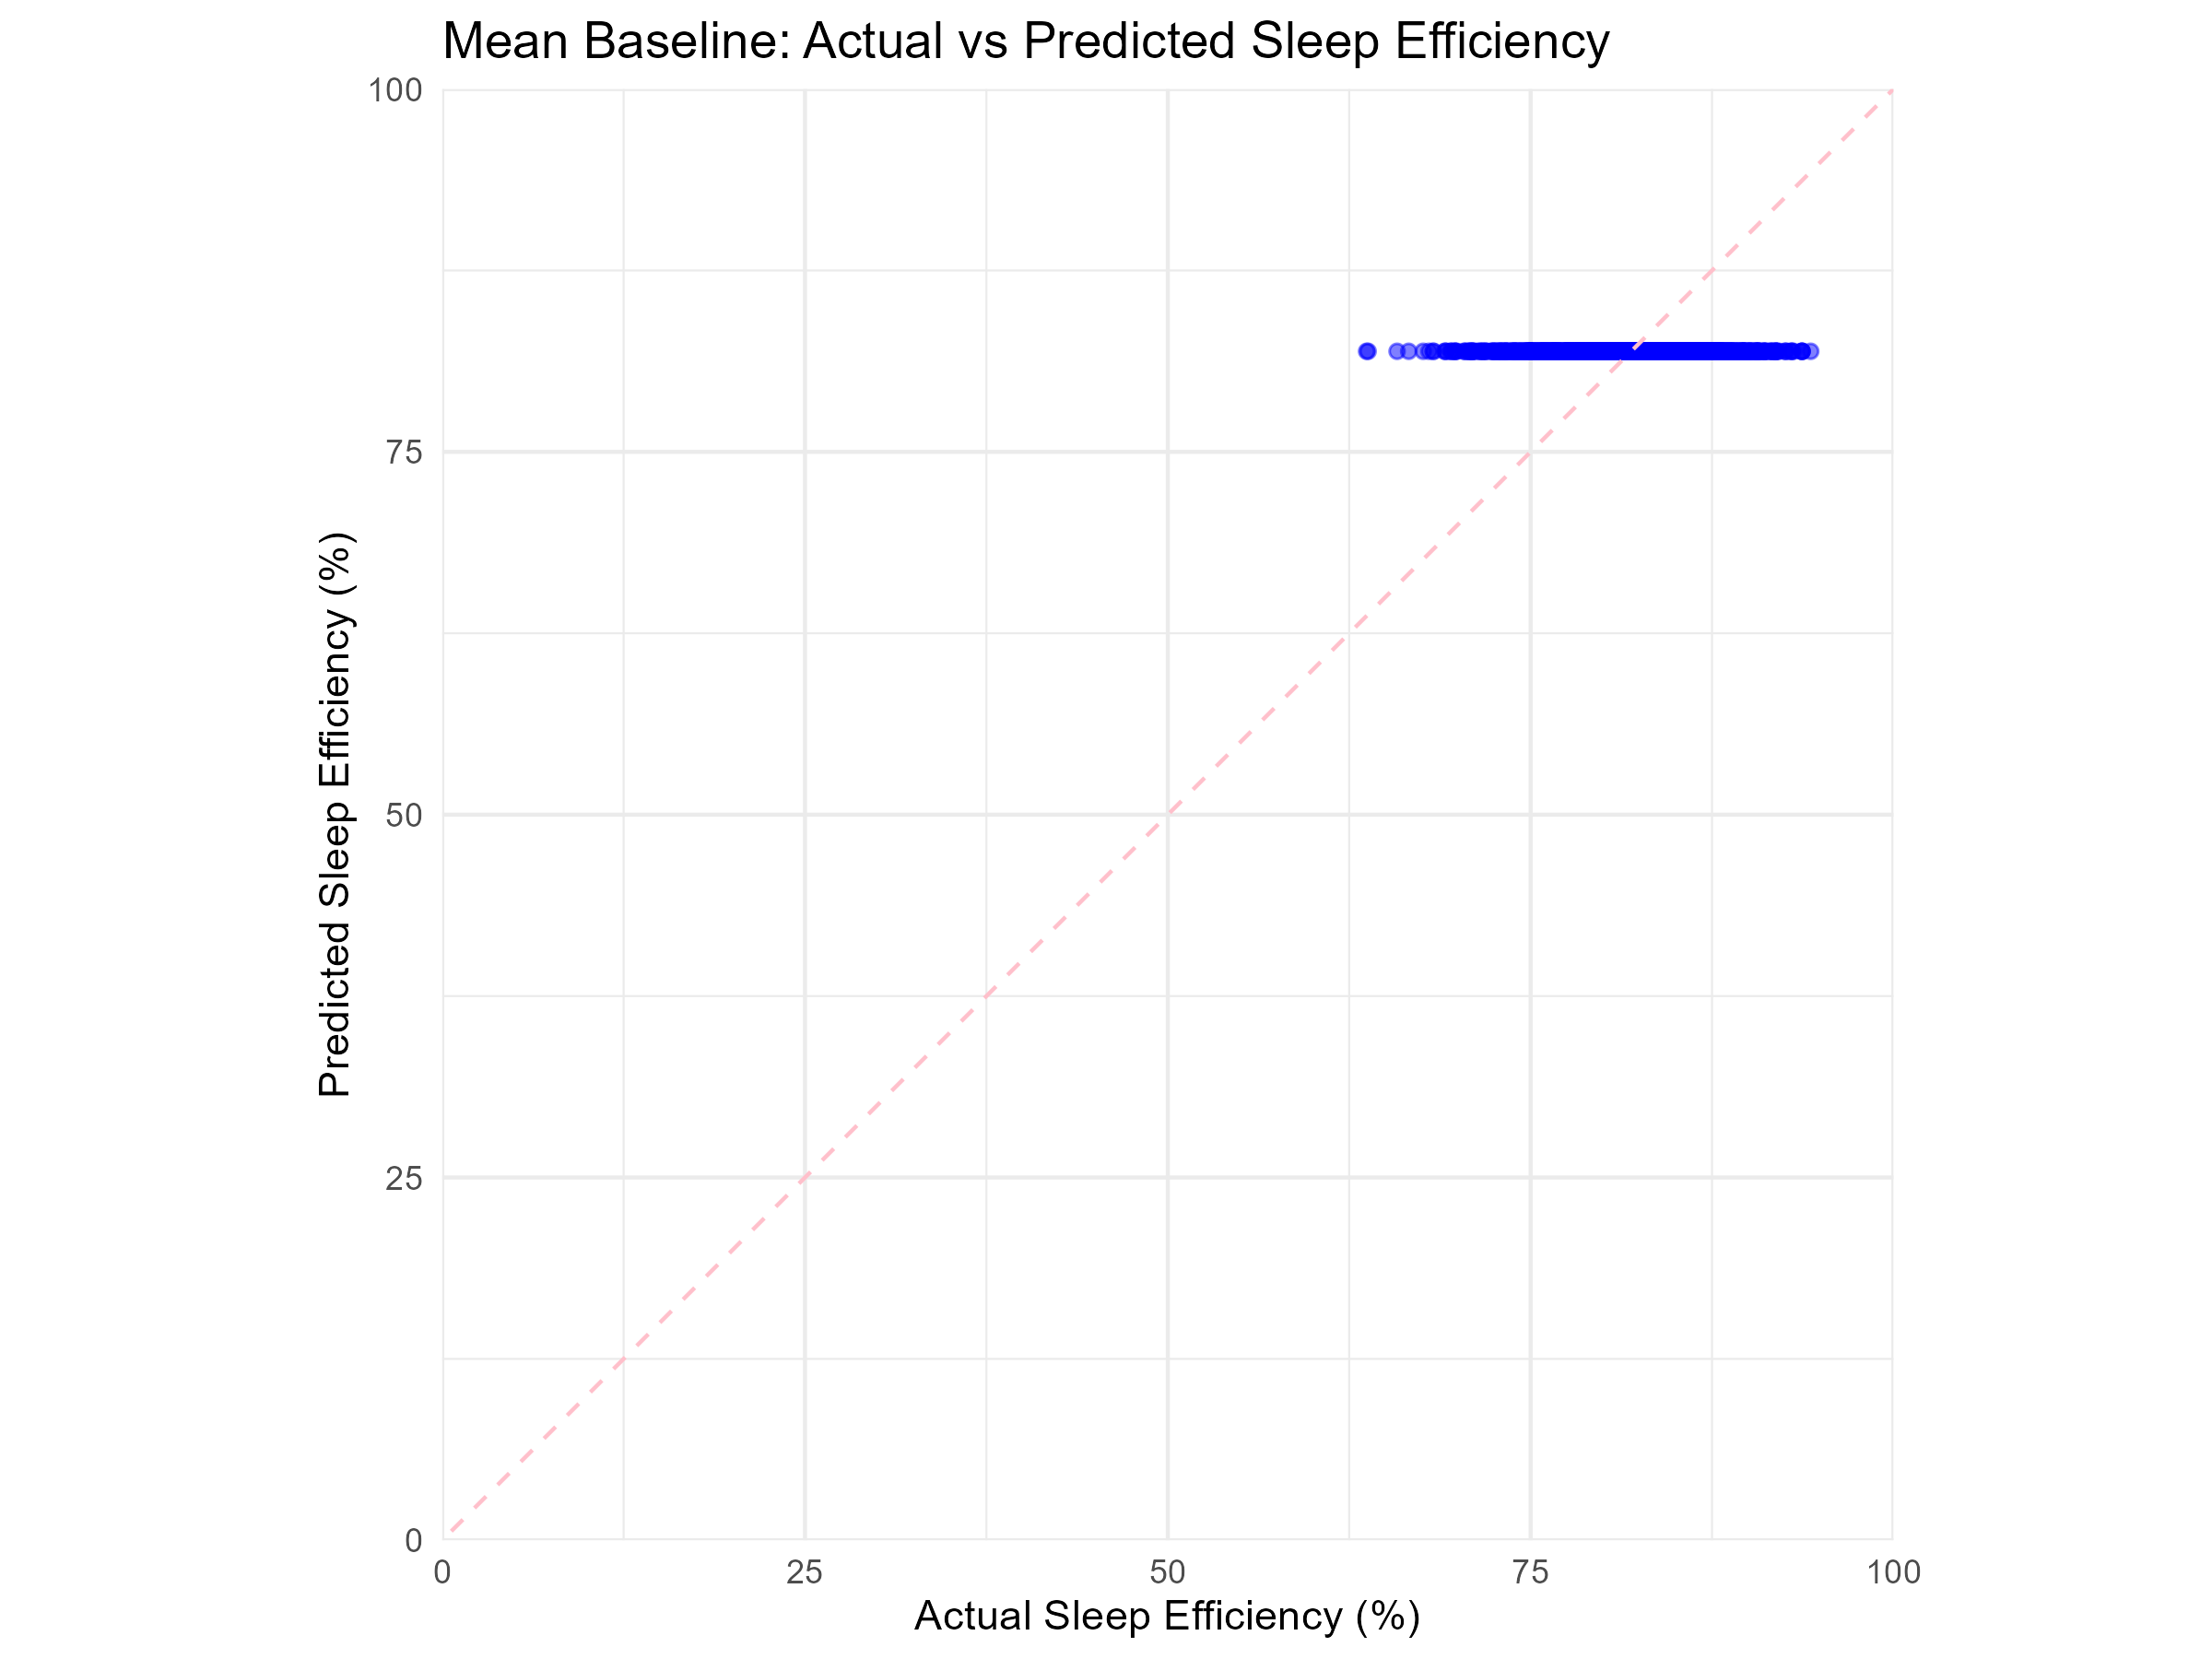 Mean Baseline: Actual vs Predicted Sleep Efficiency
100
75
50
25
0
Predicted Sleep Efficiency (%)
0 25 50 75 100
Actual Sleep Efficiency (%)